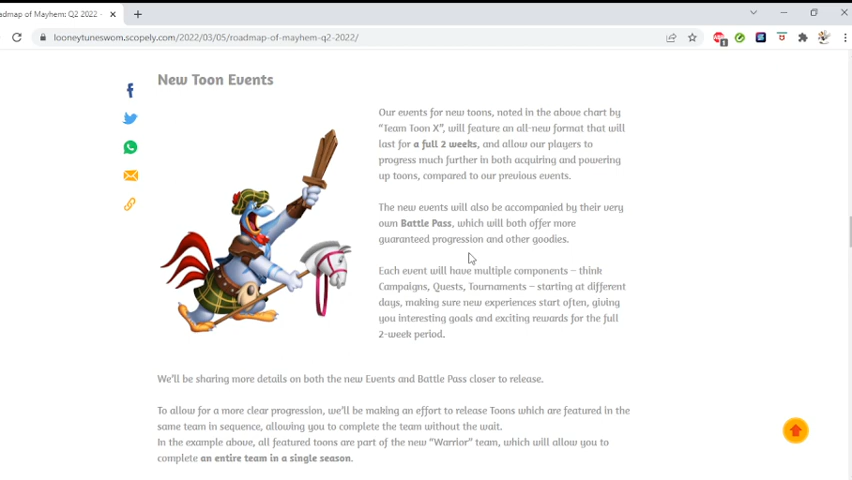 admap of Mayhem: Q2 2022 -
looneytuneswom.scopely.com/2022/03/05/roadmap-of-mayhem-q2-2022/
New Toon Events
Our events for new toons, noted in the above chart by
“Team Toon X”, will feature an all-new format that will
last for a full 2 weeks, and allow our players to
progress much further in both acquiring and powering
up toons, compared to our previous events.
The new events will also be accompanied by their very
own Battle Pass, which will both offer more
guaranteed progression and other goodies.
Each event will have multiple components – think
Campaigns, Quests, Tournaments – starting at different
days, making sure new experiences start often, giving
you interesting goals and exciting rewards for the full
2-week period.
We’ll be sharing more details on both the new Events and Battle Pass closer to release.
To allow for a more clear progression, we’ll be making an effort to release Toons which are featured in the
same team in sequence, allowing you to complete the team without the wait.
In the example above, all featured toons are part of the new “Warrior” team, which will allow you to
complete an entire team in a single season.